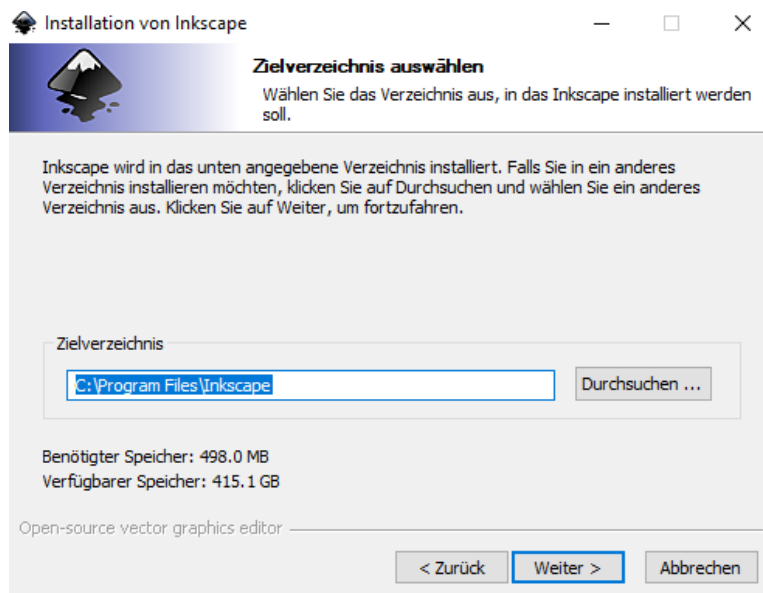 Installation von Inkscape
Zielverzeichnis auswählen
Wählen Sie das Verzeichnis aus, in das Inkscape installiert werden
soll.
Inkscape wird in das unten angegebene Verzeichnis installiert. Falls Sie in ein anderes
Verzeichnis installieren möchten, klicken Sie auf Durchsuchen und wählen Sie ein anderes
Verzeichnis aus. Klicken Sie auf Weiter, um fortzufahren.
Zielverzeichnis
C:\Program Files\Inkscape
Durchsuchen ...
Benötigter Speicher: 498.0 MB
Verfügbarer Speicher: 415.1 GB
Open-source vector graphics editor
< Zurück
Weiter >
Abbrechen